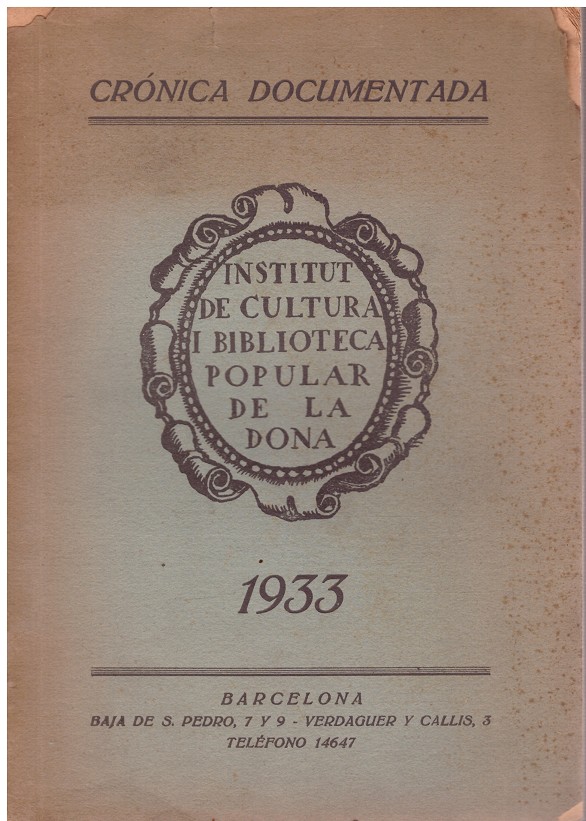 CRÓNICA DOCUMENTADA
INSTITUT
DE CULTURA
I BIBLIOTECA
POPULAR
DE LA
DONA
1933
BARCELONA
BAJA DE S. PEDRO, 7 Y 9 - VERDAGUER Y CALLIS, 3
TELÉFONO 14647